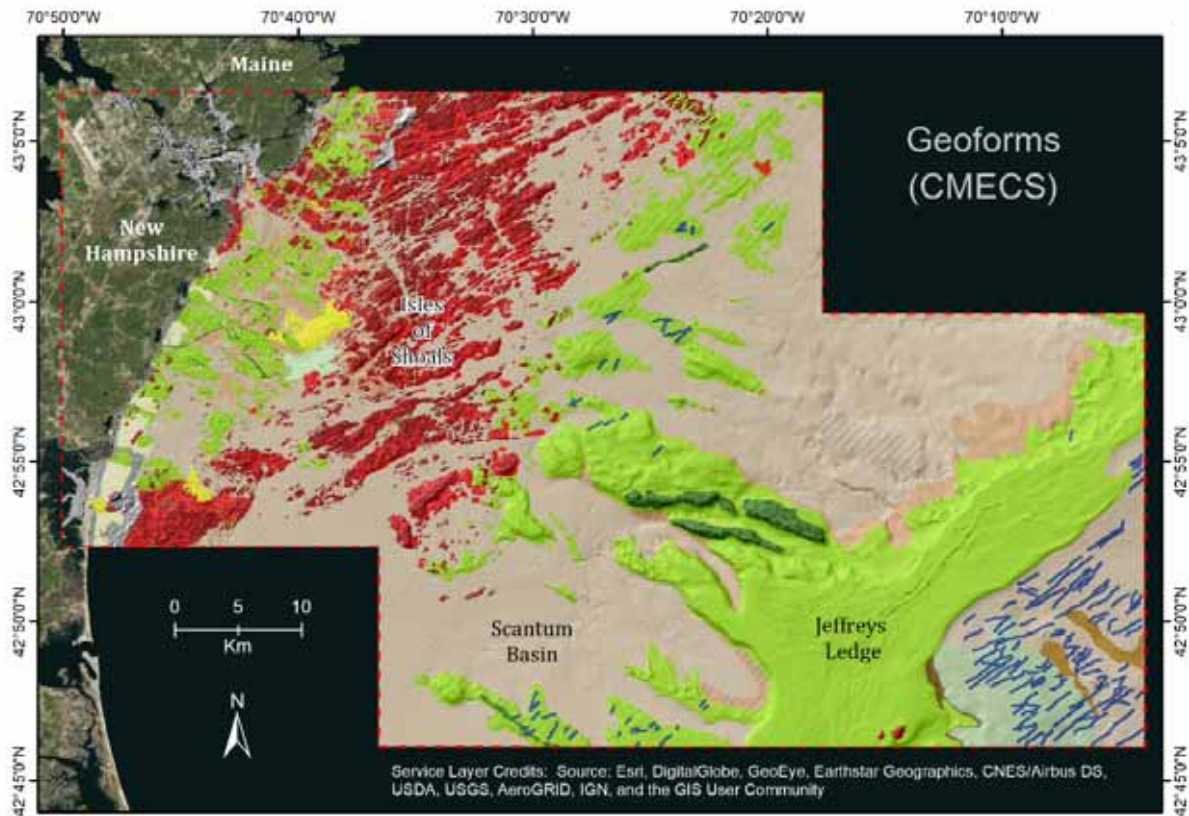 70°50'0"W
70°40'0"W
70°30'0"W
70°20'0"W
70°10'0"W
Maine
43°5'0"N
43°5'0"N
Geoforms
(CMECS)
New
Hampshire
43°0'0"N
43°0'0"N
Isles
of
Shoals
42°55'0"N
42°55'0"N
0 5 10
Km
42°50'0"N
42°50'0"N
Scantum
Basin
Jeffreys
Ledge
N
42°45'0"N
42°45'0"N
Service Layer Credits: Source: Esri, DigitalGlobe, GeoEye, Earthstar Geographics, CNES/Airbus DS,
USDA, USGS, AeroGRID, IGN, and the GIS User Community